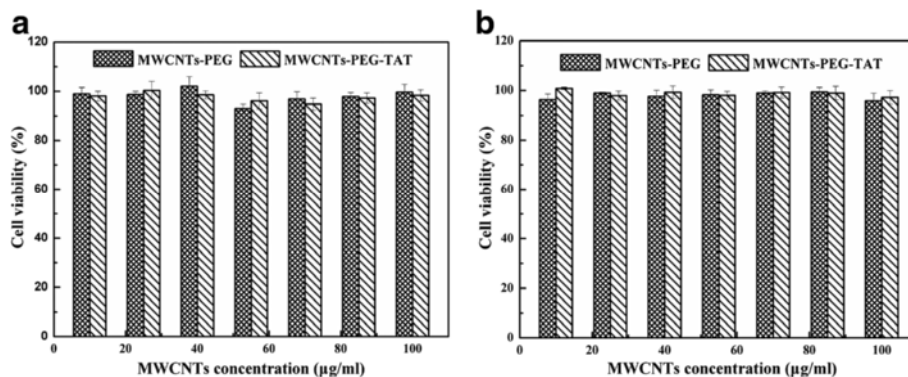 a
120
100
80
60
40
20
0
Cell viability (%)
MWCNTs-PEG
MWCNTs-PEG-TAT
0 20 40 60 80 100
MWCNTs concentration (μg/ml)
b
120
100
80
60
40
20
0
Cell viability (%)
MWCNTs-PEG
MWCNTs-PEG-TAT
0 20 40 60 80 100
MWCNTs concentration (μg/ml)